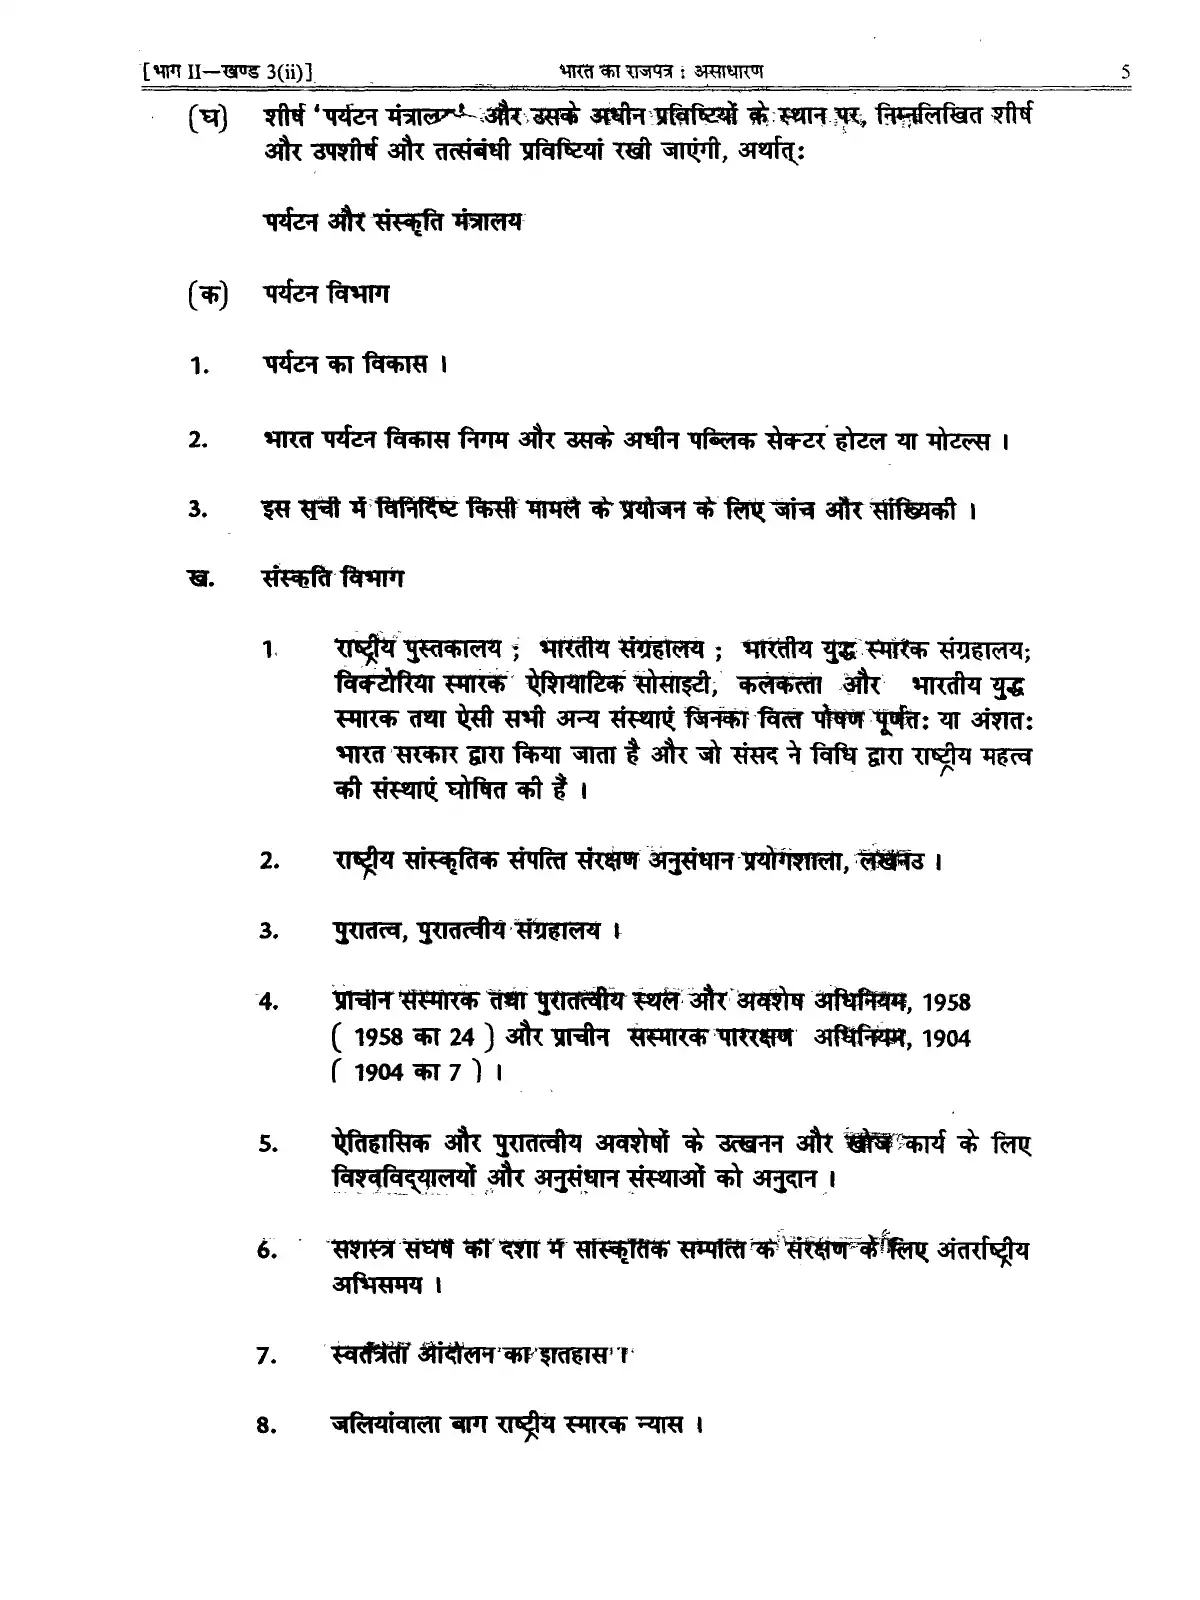 [भाग II—खण्ड 3(ii)] भारत का राजपत्र : असाधारण 5
(घ) शीर्ष 'पर्यटन मंत्रालय' और उसके अधीन प्रविष्टियों के स्थान पर, निम्नलिखित शीर्ष
और उपशीर्ष और तत्संबंधी प्रविष्टियां रखी जाएंगी, अर्थात्:
पर्यटन और संस्कृति मंत्रालय
(क) पर्यटन विभाग
1. पर्यटन का विकास ।
2. भारत पर्यटन विकास निगम और उसके अधीन पब्लिक सेक्टर होटल या मोटल्स ।
3. इस सूची में विनिर्दिष्ट किसी मामले के प्रयोजन के लिए जांच और सांख्यिकी ।
ख. संस्कृति विभाग
1. राष्ट्रीय पुस्तकालय ; भारतीय संग्रहालय ; भारतीय युद्ध स्मारक संग्रहालय;
विक्टोरिया स्मारक ऐशियाटिक सोसाइटी, कलकत्ता और भारतीय युद्ध
स्मारक तथा ऐसी सभी अन्य संस्थाएं जिनका वित्त पोषण पूर्णत: या अंशत:
भारत सरकार द्वारा किया जाता है और जो संसद ने विधि द्वारा राष्ट्रीय महत्व
की संस्थाएं घोषित की हैं ।
2. राष्ट्रीय सांस्कृतिक संपत्ति संरक्षण अनुसंधान प्रयोगशाला, लखनउ ।
3. पुरातत्व, पुरातत्वीय संग्रहालय ।
4. प्राचीन संस्मारक तथा पुरातत्वीय स्थल और अवशेष अधिनियम, 1958
( 1958 का 24 ) और प्राचीन संस्मारक परिरक्षण अधिनियम, 1904
( 1904 का 7 ) ।
5. ऐतिहासिक और पुरातत्वीय अवशेषों के उत्खनन और खोज कार्य के लिए
विश्वविद्यालयों और अनुसंधान संस्थाओं को अनुदान ।
6. सशस्त्र संघर्ष की दशा में सांस्कृतिक सम्पत्ति के संरक्षण के लिए अंतर्राष्ट्रीय
अभिसमय ।
7. स्वतंत्रता आंदोलन का इतिहास ।
8. जलियांवाला बाग राष्ट्रीय स्मारक न्यास ।